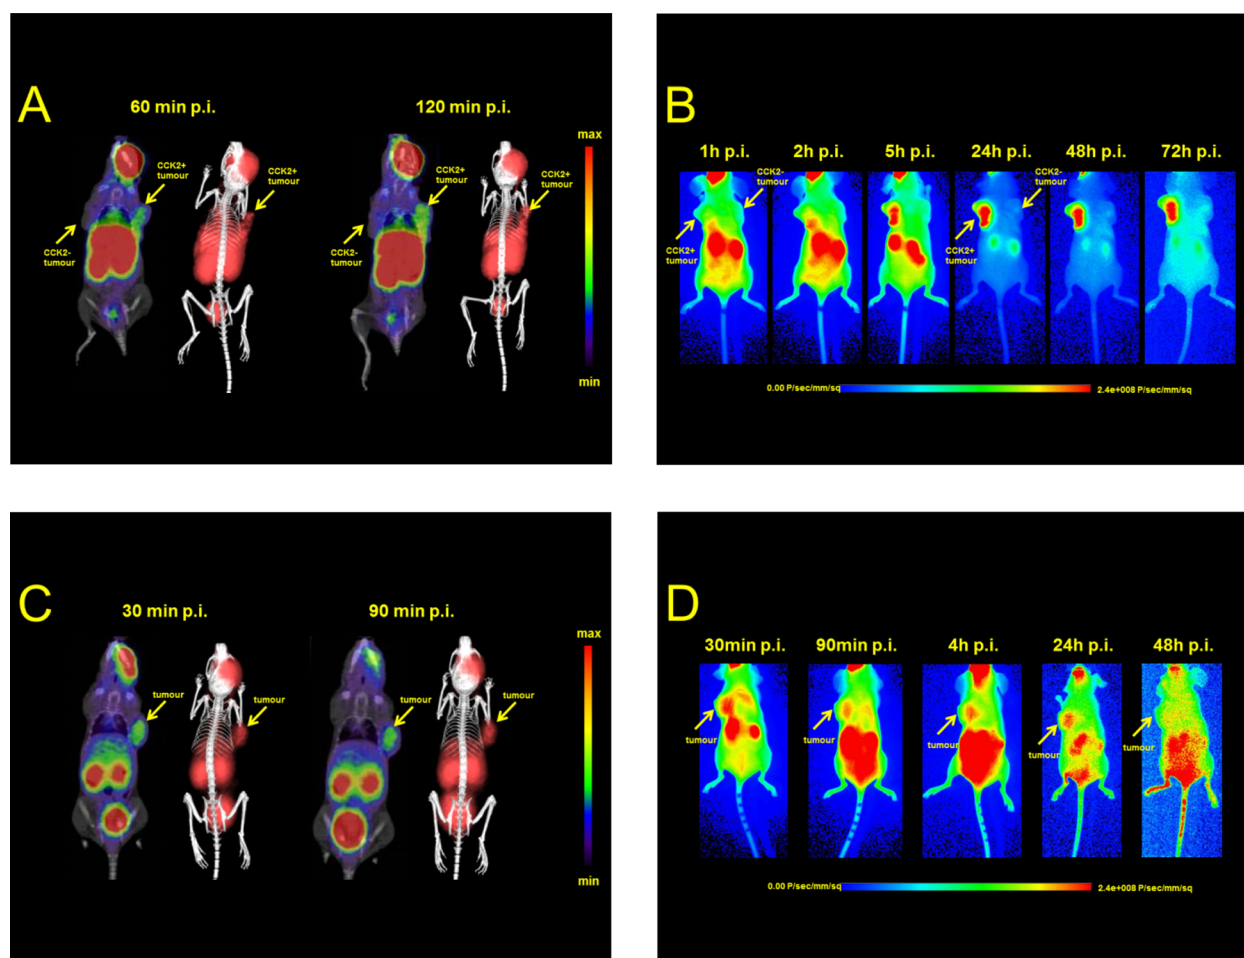 A
60 min p.i.
120 min p.i.
max
CCK2+
tumour
CCK2+
tumour
CCK2+
tumour
CCK2+
tumour
CCK2-
tumour
CCK2-
tumour
min
B
1h p.i.
2h p.i.
5h p.i.
24h p.i.
48h p.i.
72h p.i.
CCK2-
tumour
CCK2-
tumour
CCK2+
tumour
CCK2+
tumour
0.00 P/sec/mm/sq
2.4e+008 P/sec/mm/sq
C
30 min p.i.
90 min p.i.
max
tumour
tumour
tumour
tumour
min
D
30min p.i.
90min p.i.
4h p.i.
24h p.i.
48h p.i.
tumour
tumour
tumour
tumour
tumour
0.00 P/sec/mm/sq
2.4e+008 P/sec/mm/sq